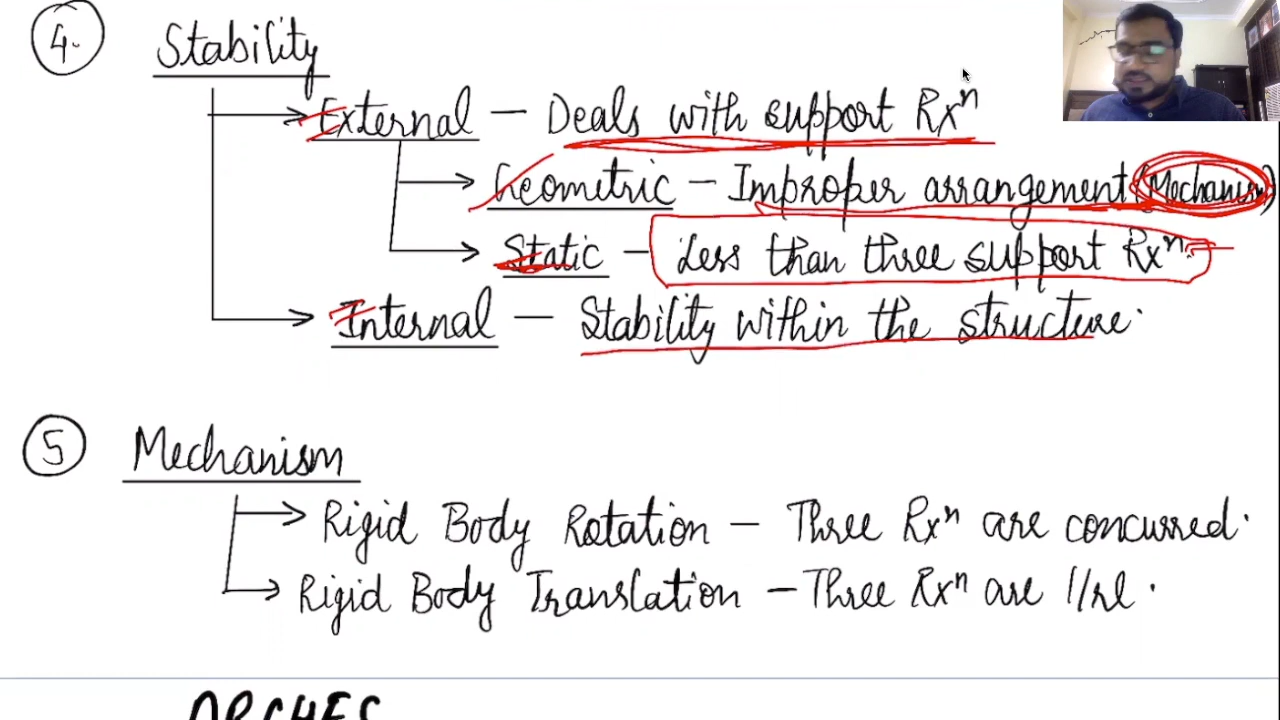 4. Stability
External - Deals with support Rxⁿ
Geometric - Improper arrangement (Mechanism)
Static - Less than three support Rxⁿ.
Internal - Stability within the structure.
5 Mechanism
Rigid Body Rotation - Three Rxⁿ are concurred.
Rigid Body Translation - Three Rxⁿ are //rl.
ARCHES